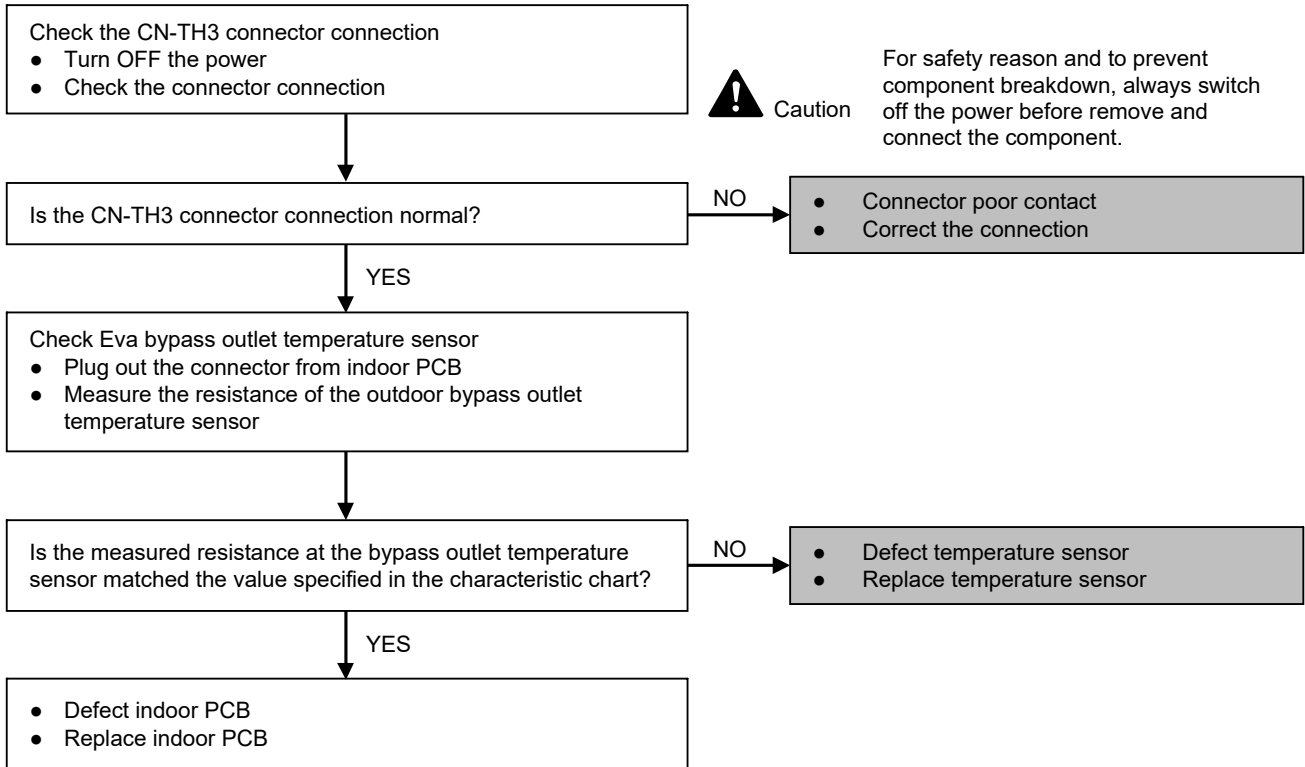 Check the CN-TH3 connector connection
● Turn OFF the power
● Check the connector connection
Caution
For safety reason and to prevent
component breakdown, always switch
off the power before remove and
connect the component.
Is the CN-TH3 connector connection normal?
NO
● Connector poor contact
● Correct the connection
YES
Check Eva bypass outlet temperature sensor
● Plug out the connector from indoor PCB
● Measure the resistance of the outdoor bypass outlet
temperature sensor
Is the measured resistance at the bypass outlet temperature
sensor matched the value specified in the characteristic chart?
NO
● Defect temperature sensor
● Replace temperature sensor
YES
● Defect indoor PCB
● Replace indoor PCB